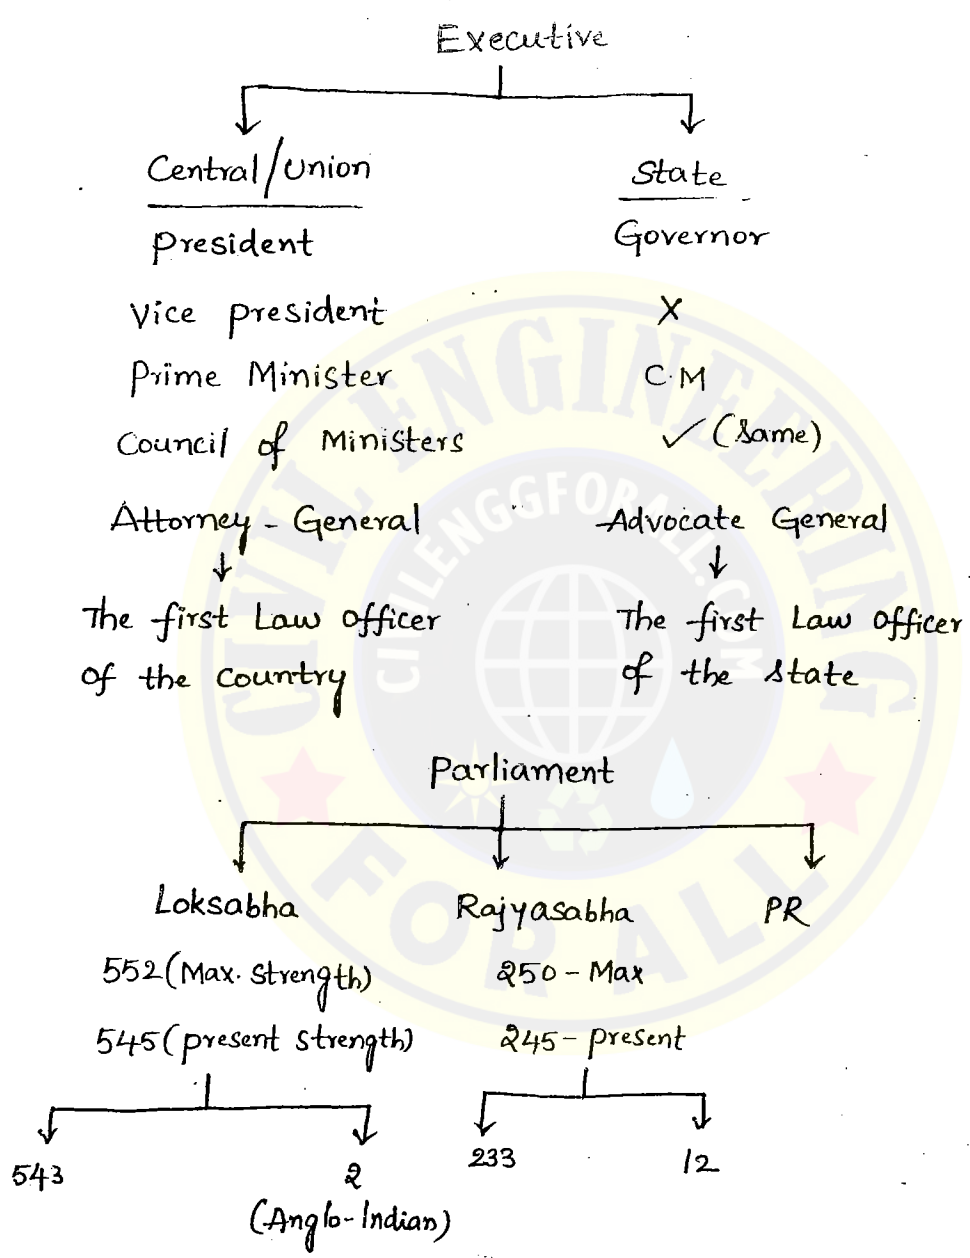 Executive
Central/Union State
President Governor
Vice president X
Prime Minister C.M
Council of Ministers ✓ (same)
Attorney - General Advocate General
The first Law officer The first Law officer
of the country of the state
Parliament
Loksabha Rajyasabha PR
552 (Max. strength) 250 - Max
545 (present strength) 245 - present
543 2 233 12
(Anglo-Indian)
CIVIL ENGINEERING
FOR ALL
CIVILENGGFORALL.COM